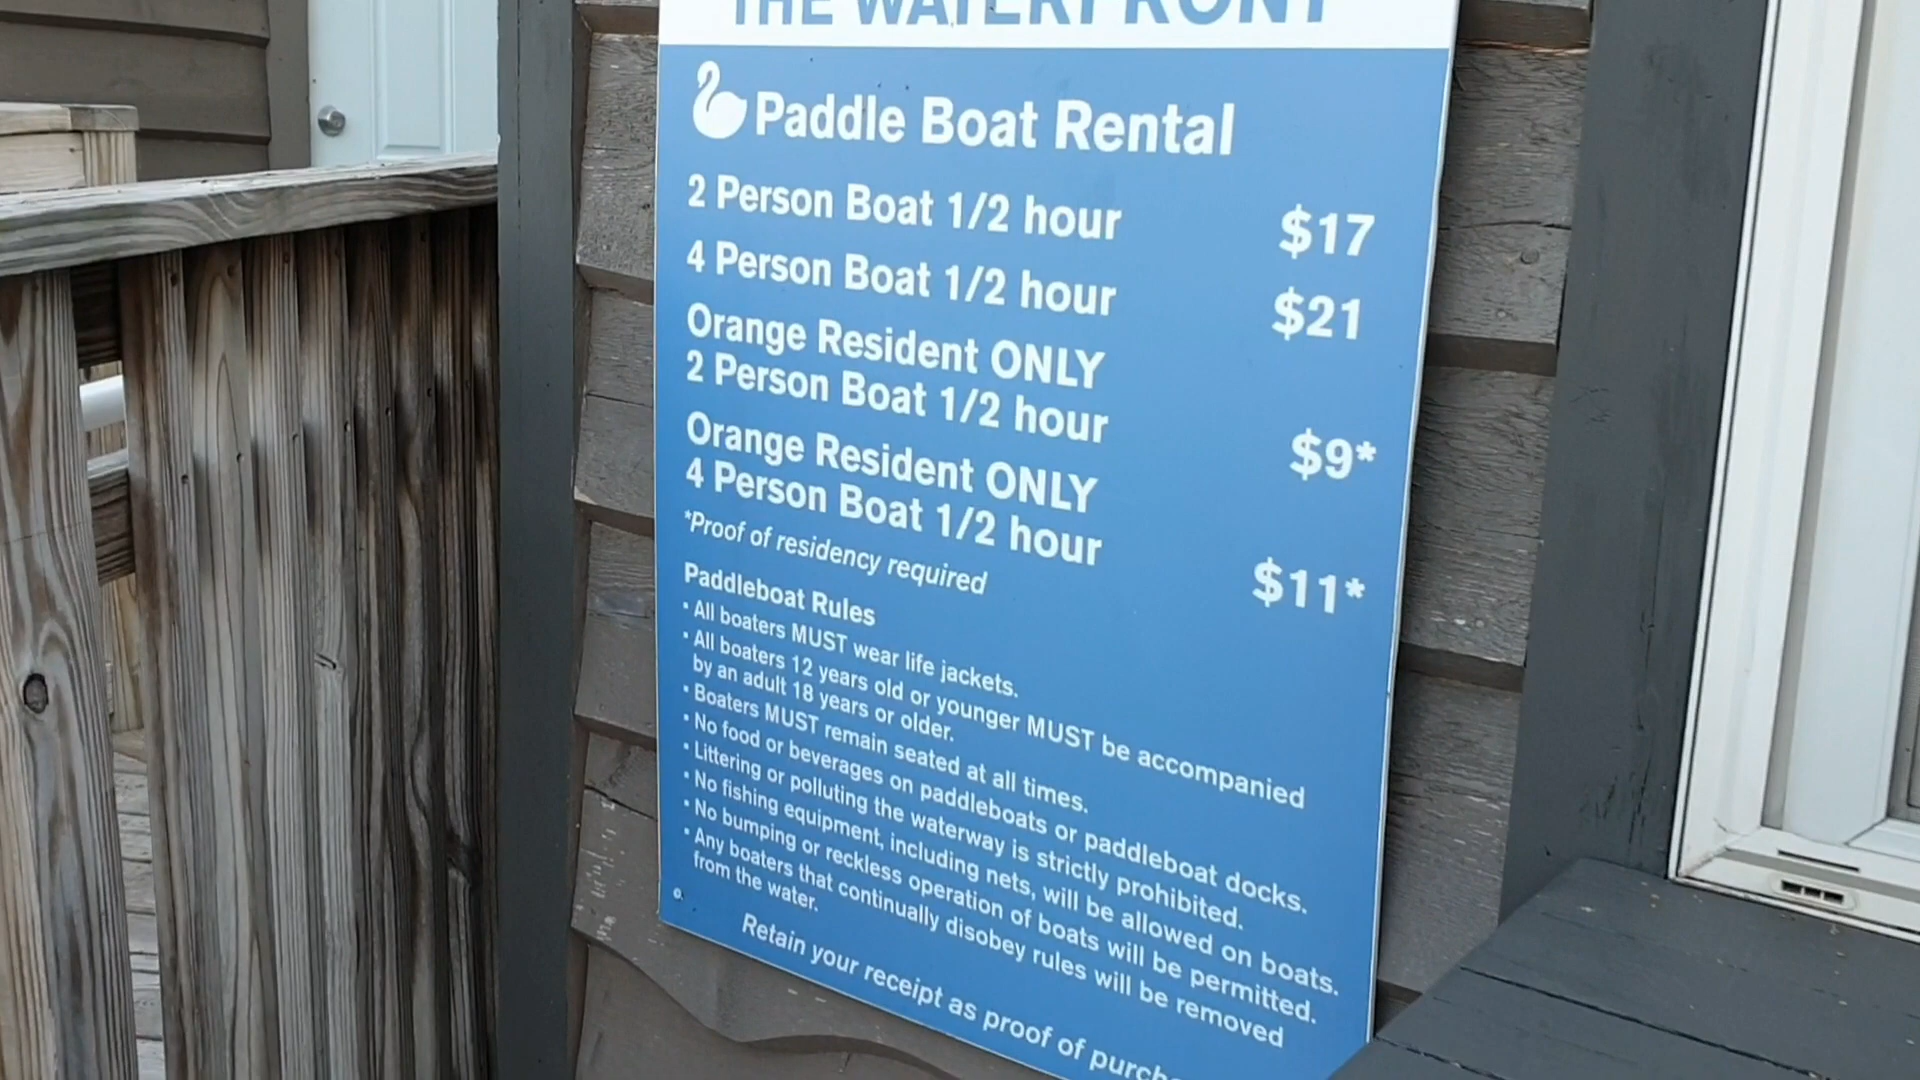 THE WATERFRONT
Paddle Boat Rental
2 Person Boat 1/2 hour $17
4 Person Boat 1/2 hour $21
Orange Resident ONLY
2 Person Boat 1/2 hour $9*
Orange Resident ONLY
4 Person Boat 1/2 hour $11*
*Proof of residency required
Paddleboat Rules
• All boaters MUST wear life jackets.
• All boaters 12 years old or younger MUST be accompanied
by an adult 18 years or older.
• Boaters MUST remain seated at all times.
• No food or beverages on paddleboats or paddleboat docks.
• Littering or polluting the waterway is strictly prohibited.
• No fishing equipment, including nets, will be allowed on boats.
• No bumping or reckless operation of boats will be permitted.
• Any boaters that continually disobey rules will be removed
from the water.
Retain your receipt as proof of purch